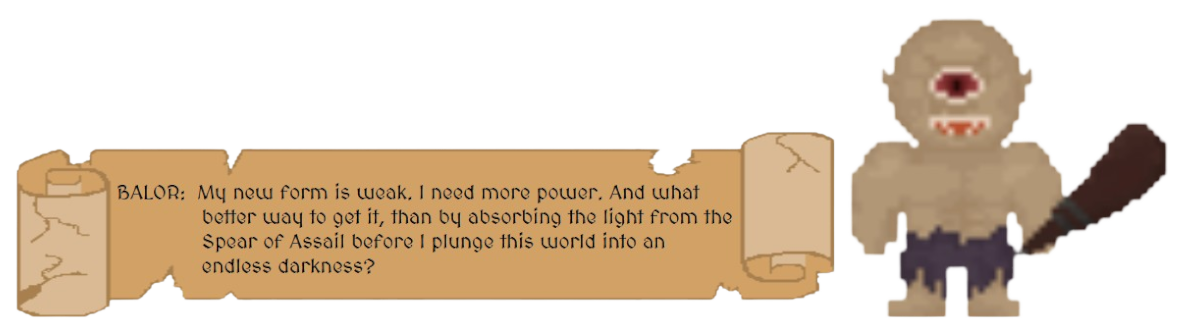 BALOR: My new form is weak. I need more power. And what
better way to get it, than by absorbing the light from the
Spear of Assail before I plunge this world into an
endless darkness?